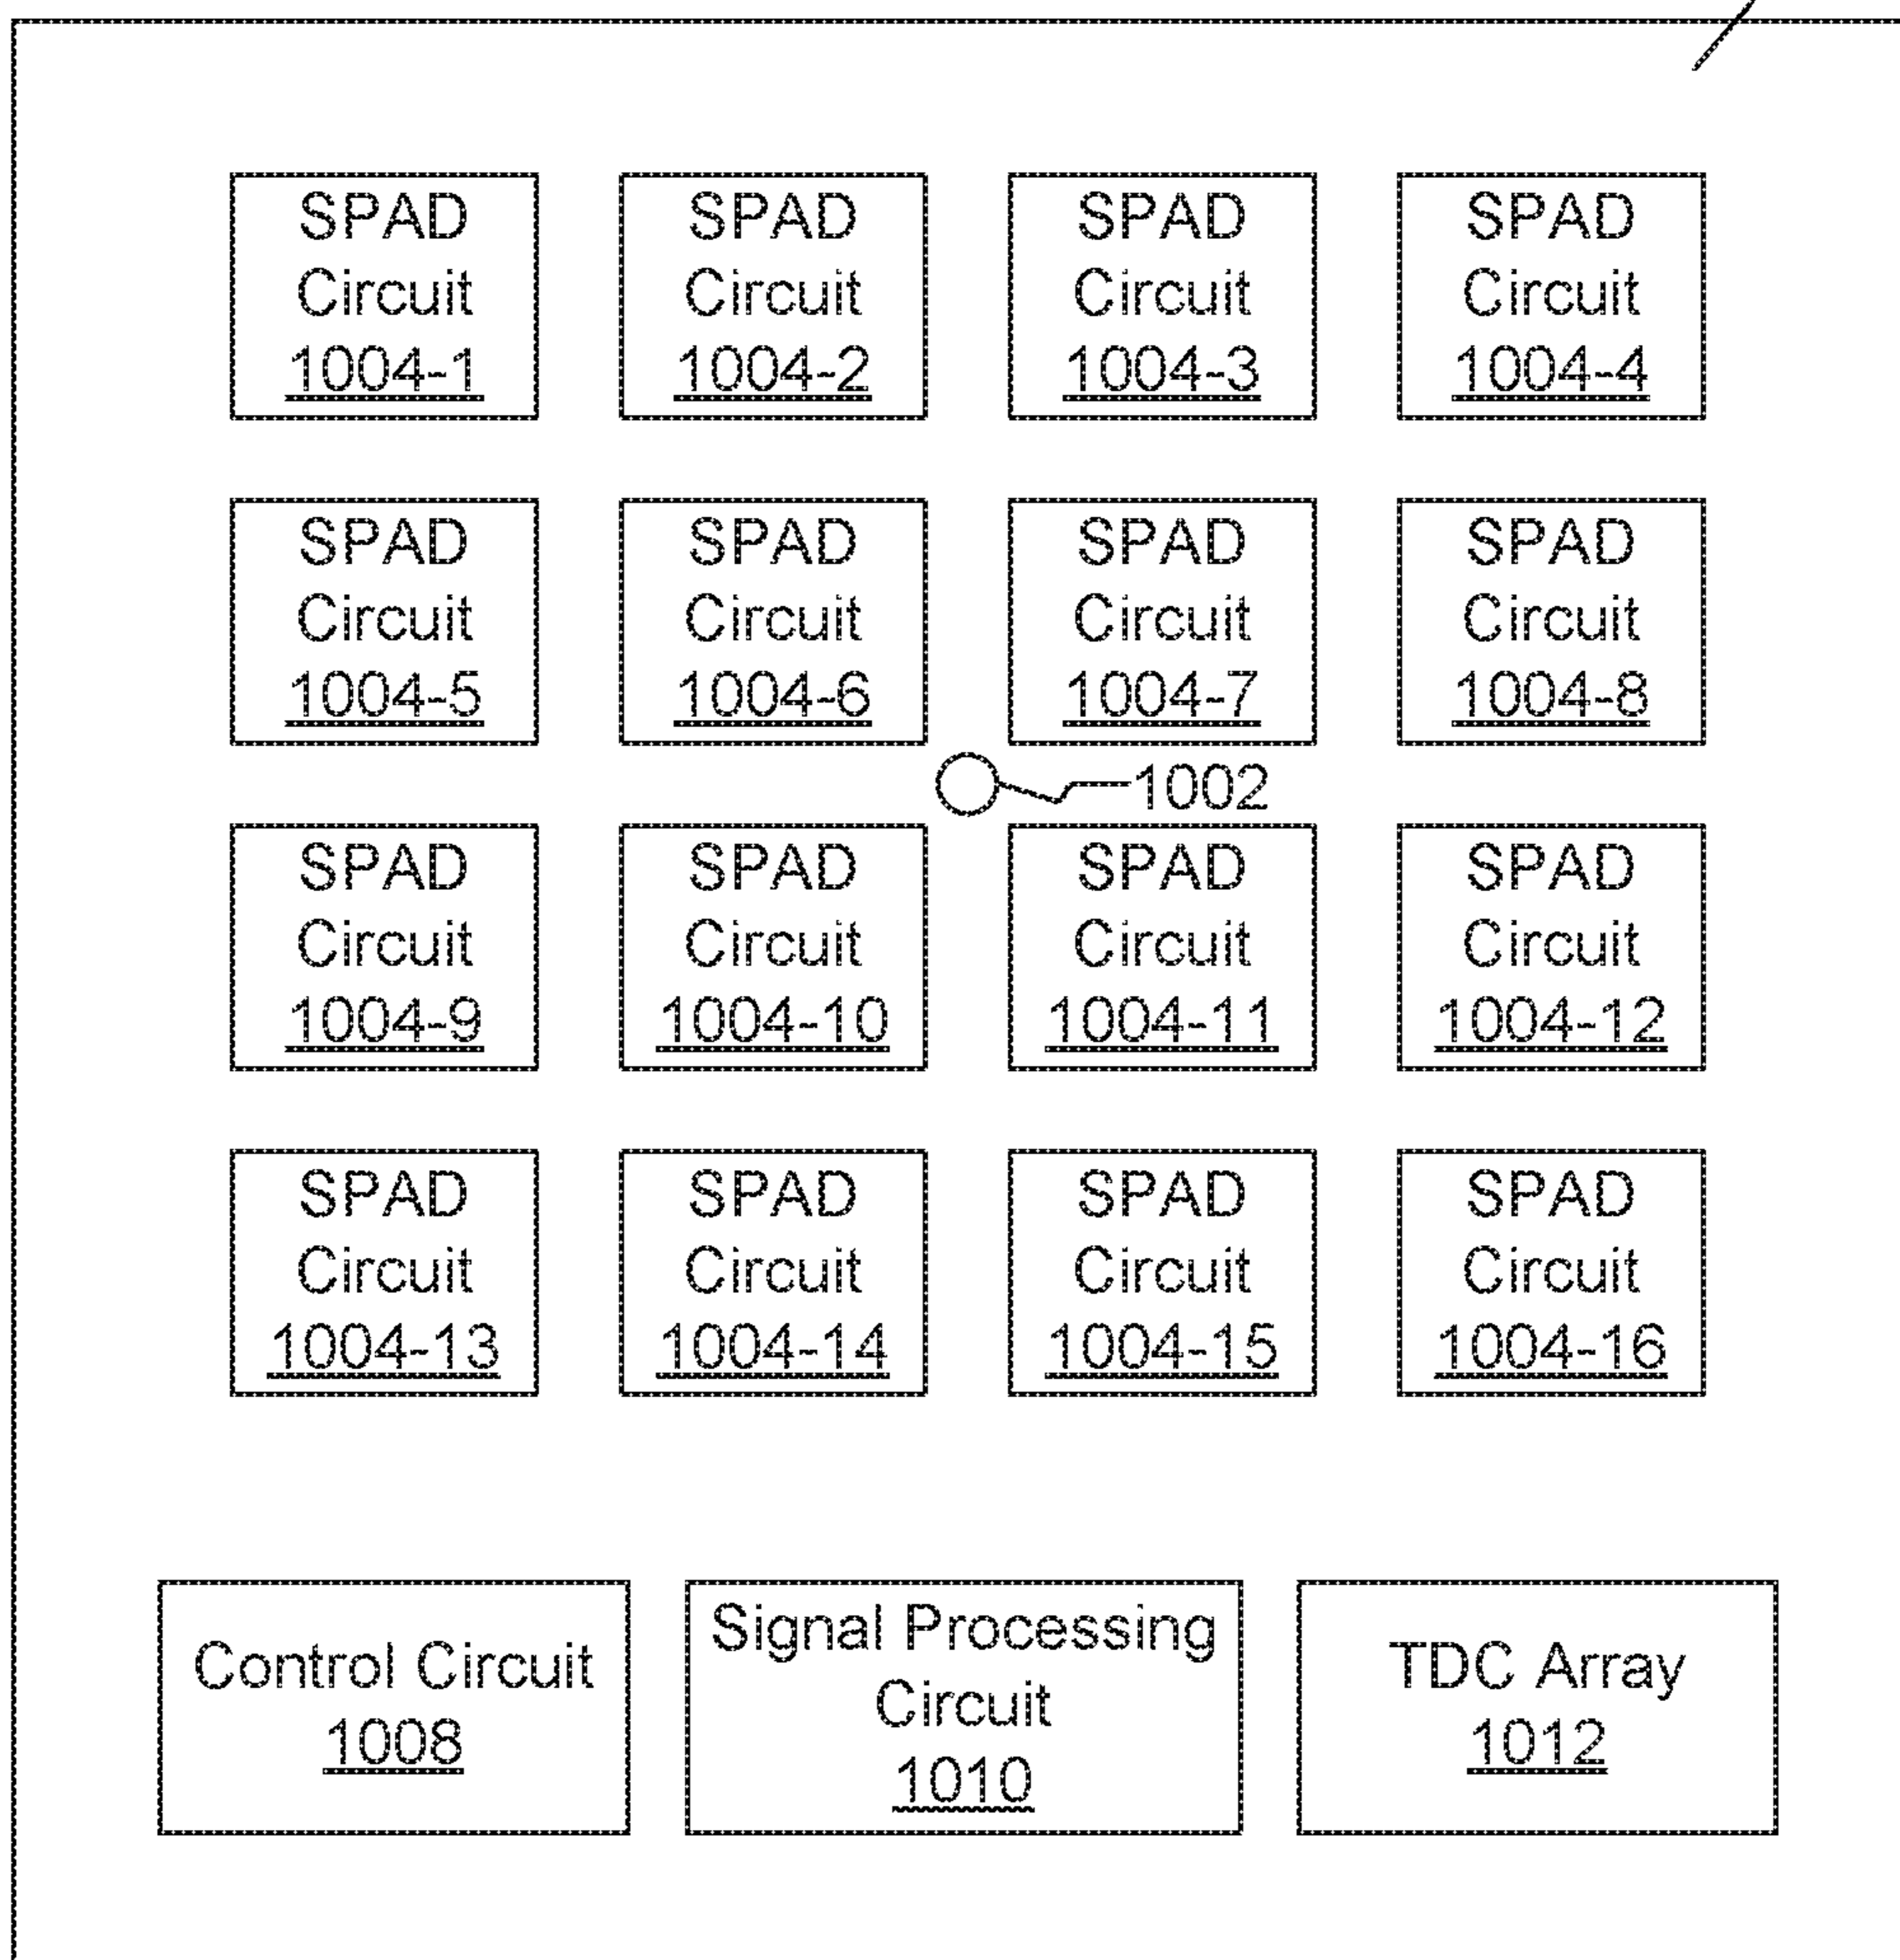 SPAD
Circuit
1004-1
SPAD
Circuit
1004-2
SPAD
Circuit
1004-3
SPAD
Circuit
1004-4
SPAD
Circuit
1004-5
SPAD
Circuit
1004-6
SPAD
Circuit
1004-7
SPAD
Circuit
1004-8
1002
SPAD
Circuit
1004-9
SPAD
Circuit
1004-10
SPAD
Circuit
1004-11
SPAD
Circuit
1004-12
SPAD
Circuit
1004-13
SPAD
Circuit
1004-14
SPAD
Circuit
1004-15
SPAD
Circuit
1004-16
Control Circuit
1008
Signal Processing
Circuit
1010
TDC Array
1012